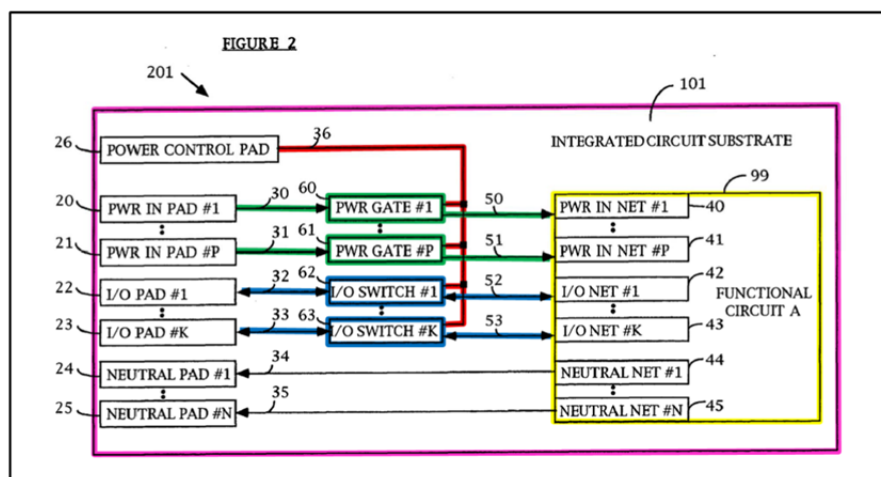 FIGURE 2
201
101
INTEGRATED CIRCUIT SUBSTRATE
26 POWER CONTROL PAD 36
99
20 PWR IN PAD #1 30 60 PWR GATE #1 50 PWR IN NET #1 40
21 PWR IN PAD #P 31 61 PWR GATE #P 51 PWR IN NET #P 41
22 I/O PAD #1 32 62 I/O SWITCH #1 52 I/O NET #1 42
FUNCTIONAL
CIRCUIT A
23 I/O PAD #K 33 63 I/O SWITCH #K 53 I/O NET #K 43
24 NEUTRAL PAD #1 34 NEUTRAL NET #1 44
25 NEUTRAL PAD #N 35 NEUTRAL NET #N 45